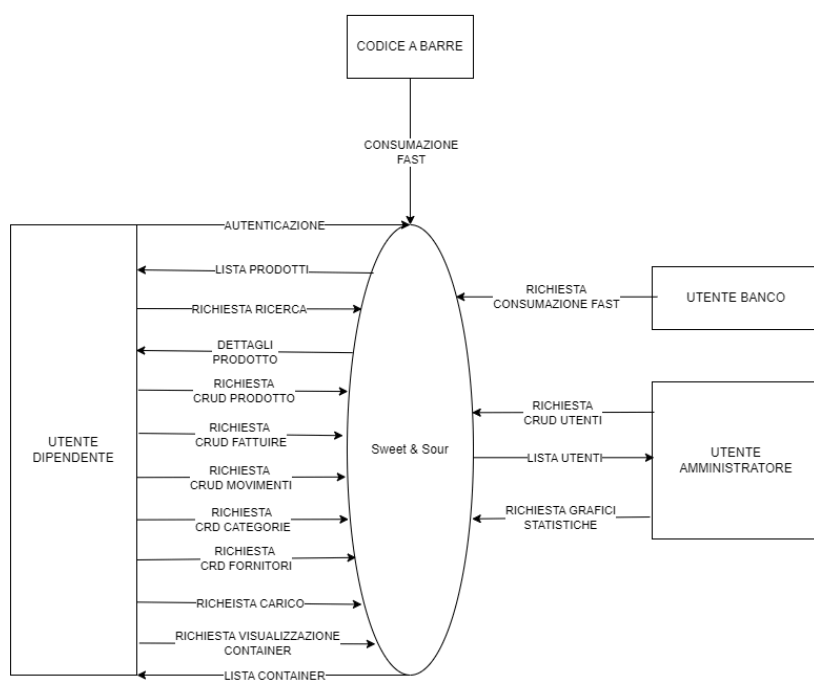 CODICE A BARRE
CONSUMAZIONE
FAST
AUTENTICAZIONE
LISTA PRODOTTI
RICHIESTA RICERCA
DETTAGLI
PRODOTTO
RICHIESTA
CRUD PRODOTTO
RICHIESTA
CRUD FATTUIRE
RICHIESTA
CRUD MOVIMENTI
RICHIESTA
CRD CATEGORIE
RICHIESTA
CRD FORNITORI
RICHEISTA CARICO
RICHIESTA VISUALIZZAZIONE
CONTAINER
LISTA CONTAINER
UTENTE
DIPENDENTE
Sweet & Sour
RICHIESTA
CONSUMAZIONE FAST
UTENTE BANCO
RICHIESTA
CRUD UTENTI
LISTA UTENTI
RICHIESTA GRAFICI
STATISTICHE
UTENTE
AMMINISTRATORE